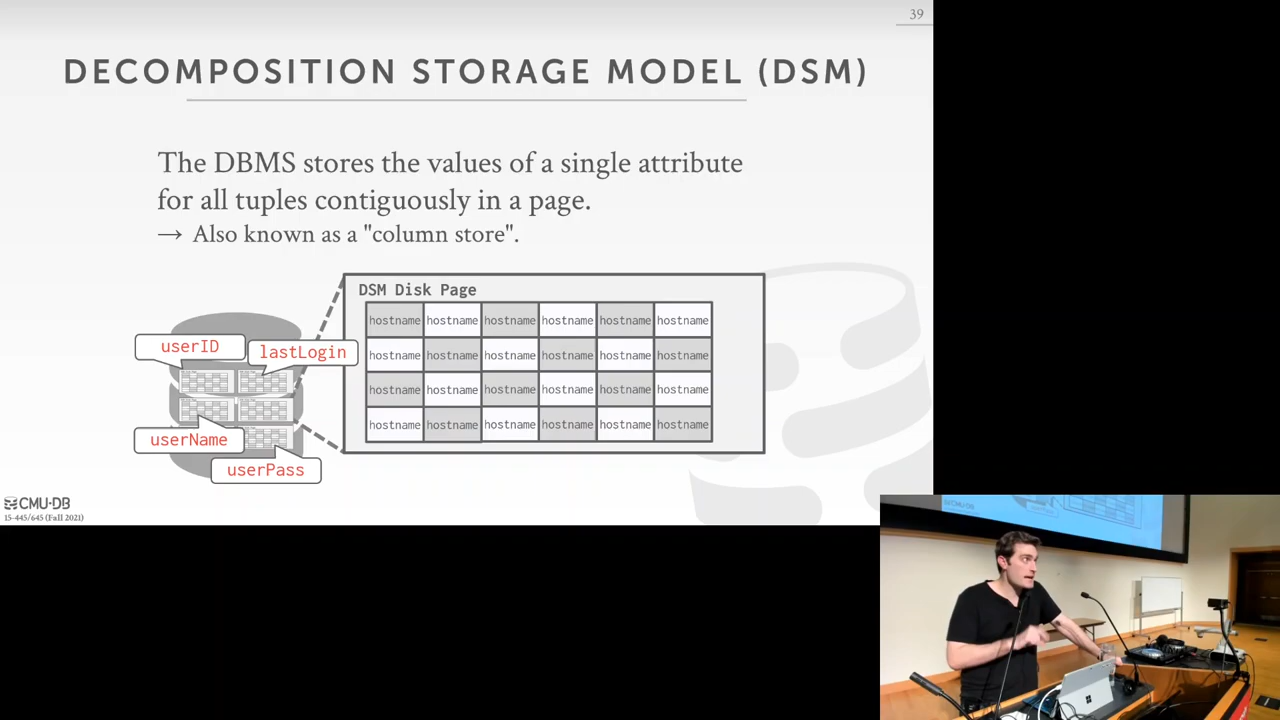 39
DECOMPOSITION STORAGE MODEL (DSM)
The DBMS stores the values of a single attribute
for all tuples contiguously in a page.
→ Also known as a "column store".
DSM Disk Page
hostname hostname hostname hostname hostname hostname
hostname hostname hostname hostname hostname hostname
hostname hostname hostname hostname hostname hostname
hostname hostname hostname hostname hostname hostname
userID
lastLogin
userName
userPass
CMU·DB
15-445/645 (Fall 2021)